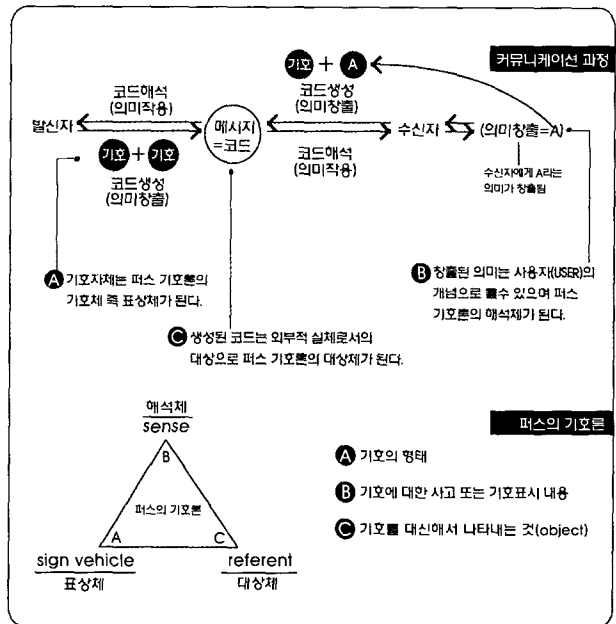 커뮤니케이션 과정
기호 + A
코드생성
(의미창출)
코드해석
(의미작용)
발신자
메시지
=코드
수신자
(의미창출=A)
기호 + 기호
코드생성
(의미창출)
코드해석
(의미작용)
수신자에게 A라는
의미가 창출됨
A 기호자체는 퍼스 기호론의
기호체 즉 표상체가 된다.
B 창출된 의미는 사용자(USER)의
개념으로 볼수 있으며 퍼스
기호론의 해석체가 된다.
C 생성된 코드는 외부적 실체로서의
대상으로 퍼스 기호론의 대상체가 된다.
퍼스의 기호론
해석체
sense
B
퍼스의 기호론
A
C
sign vehicle
표상체
referent
대상체
A 기호의 형태
B 기호에 대한 사고 또는 기호표시 내용
C 기호를 대신해서 나타내는 것(object)